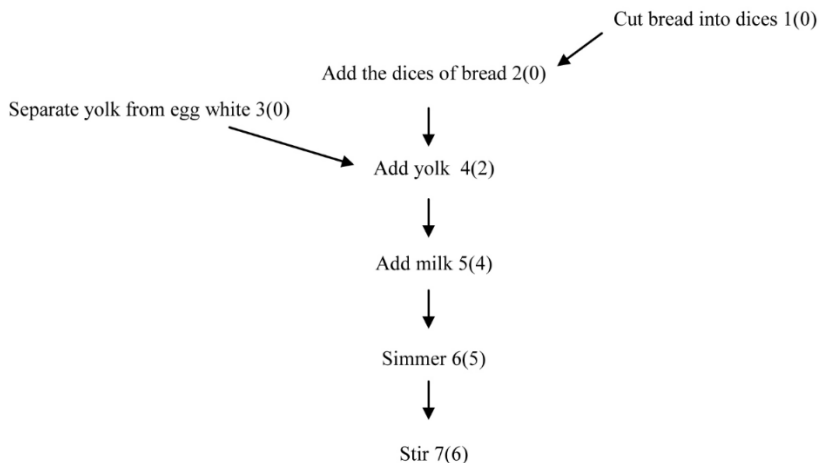 Cut bread into dices 1(0)
Add the dices of bread 2(0)
Separate yolk from egg white 3(0)
Add yolk 4(2)
Add milk 5(4)
Simmer 6(5)
Stir 7(6)